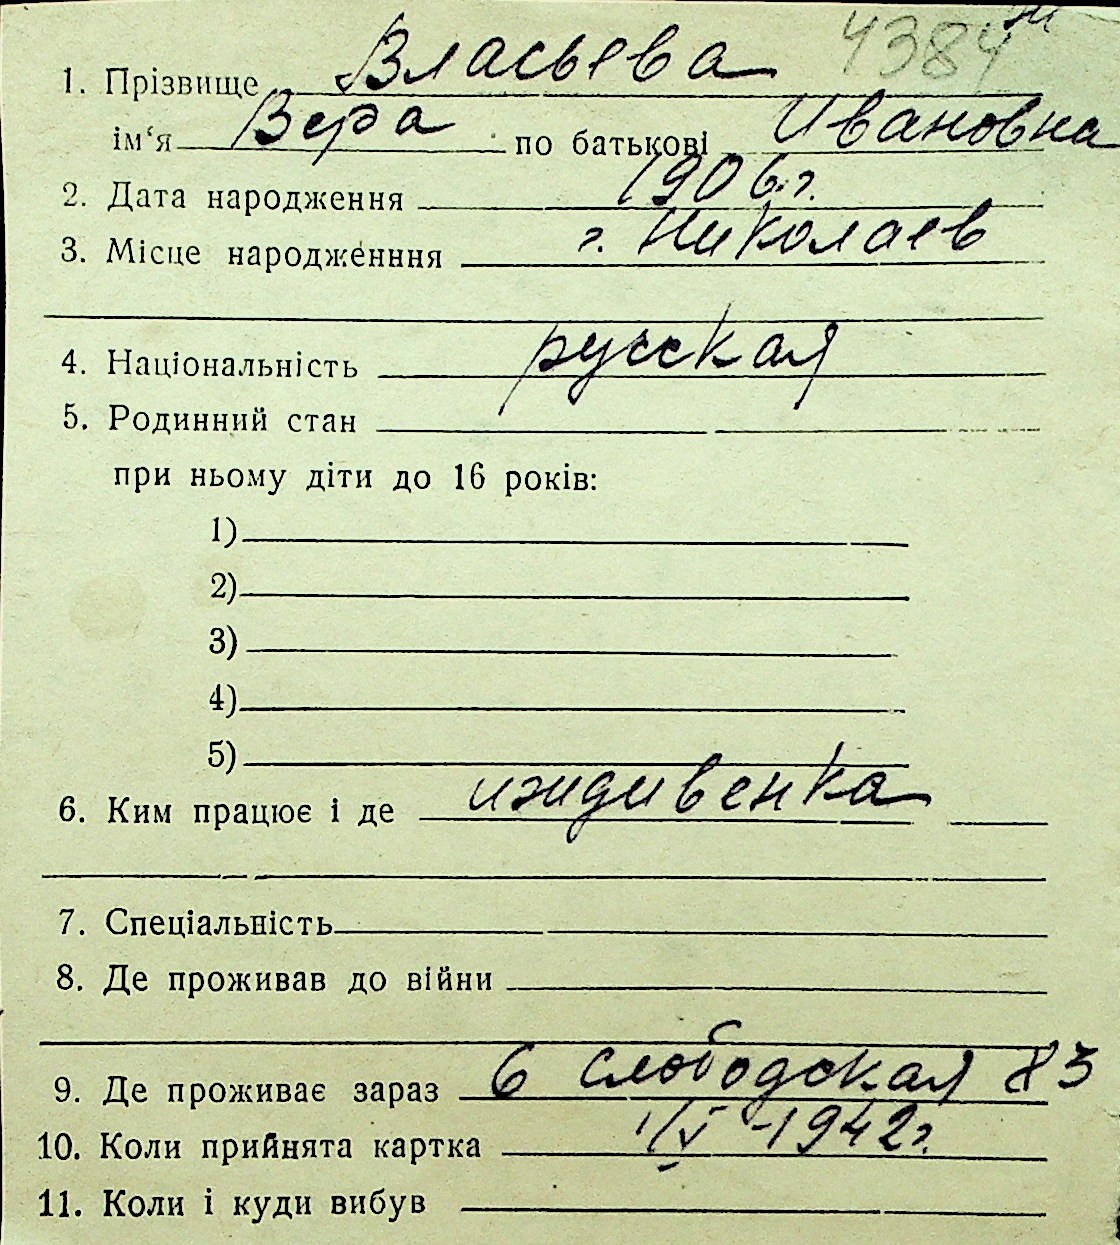 4384
1. Прізвище Власьева
ім‘я Вера по батькові Ивановна
2. Дата народження 1906 г.
3. Місце народженння г. Николаев
4. Національність русская
5. Родинний стан
при ньому діти до 16 років:
1)
2)
3)
4)
5)
6. Ким працює і де иждивенка
7. Спеціальність
8. Де проживав до війни
9. Де проживає зараз 6 слободская 83
10. Коли прийнята картка 1/V-1942 г.
11. Коли і куди вибув